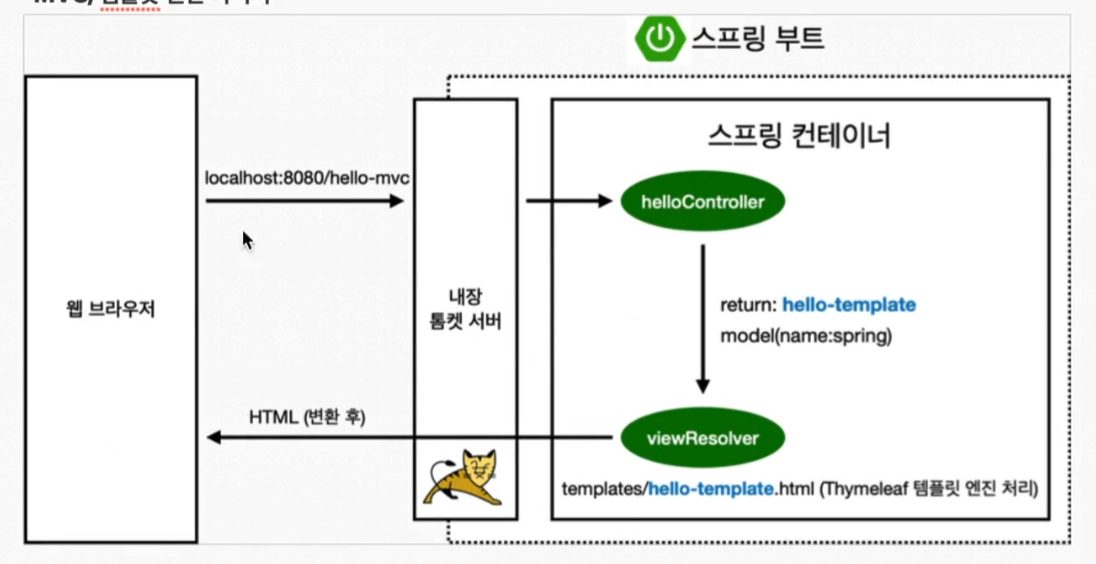 스프링 부트
스프링 컨테이너
localhost:8080/hello-mvc
helloController
웹 브라우저
내장
톰켓 서버
return: hello-template
model(name:spring)
HTML (변환 후)
viewResolver
templates/hello-template.html (Thymeleaf 템플릿 엔진 처리)